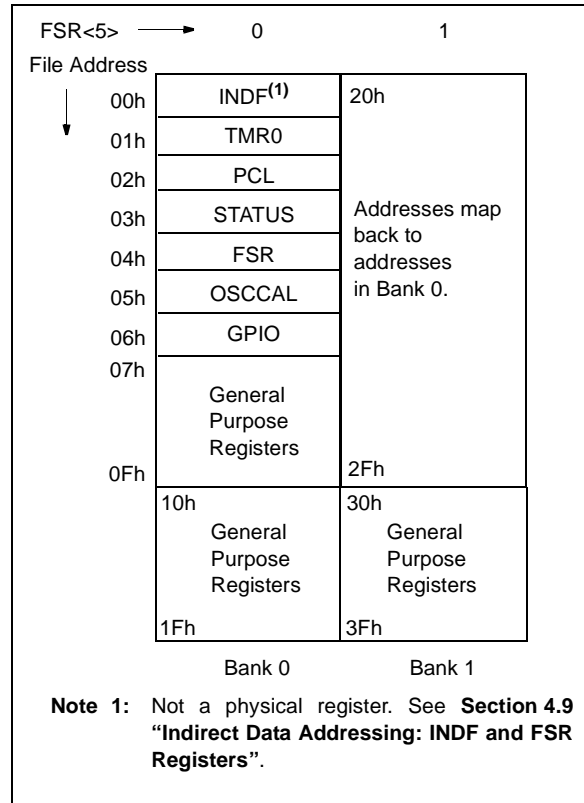 FSR<5> 0 1
File Address
00h INDF(1) 20h
01h TMR0
02h PCL
03h STATUS Addresses map
back to
04h FSR addresses
05h OSCCAL in Bank 0.
06h GPIO
07h
General
Purpose
Registers
0Fh 2Fh
10h 30h
General General
Purpose Purpose
Registers Registers
1Fh 3Fh
Bank 0 Bank 1
Note 1: Not a physical register. See Section 4.9
“Indirect Data Addressing: INDF and FSR
Registers”.